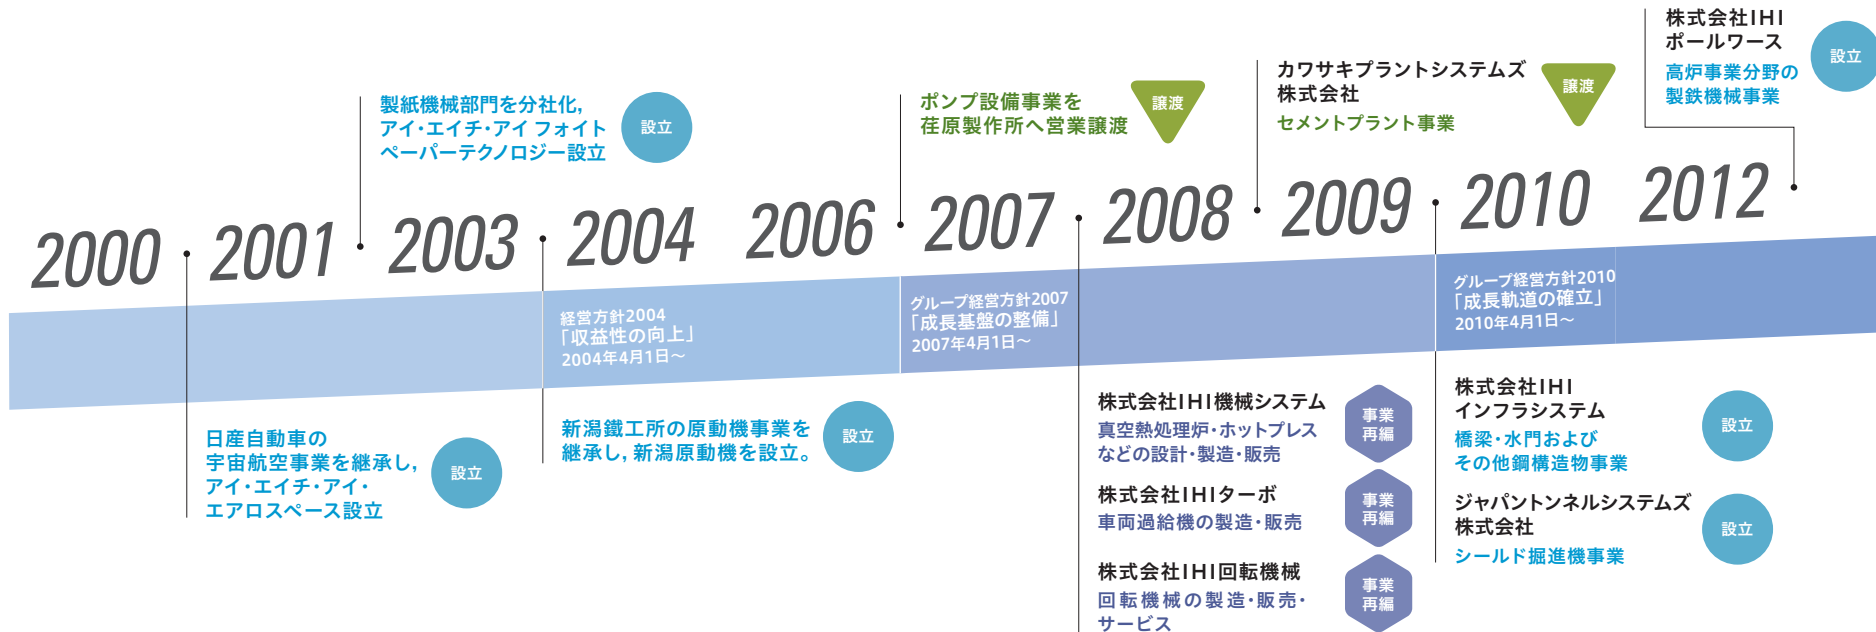 製紙機械部門を分社化,
アイ・エイチ・アイ フォイト
ペーパーテクノロジー設立
設立
ポンプ設備事業を
荏原製作所へ営業譲渡
譲渡
カワサキプラントシステムズ
株式会社
セメントプラント事業
譲渡
株式会社IHI
ポールワース
高炉事業分野の
製鉄機械事業
設立
2000
2001
2003
2004
2006
2007
2008
2009
2010
2012
経営方針2004
「収益性の向上」
2004年4月1日～
グループ経営方針2007
「成長基盤の整備」
2007年4月1日～
グループ経営方針2010
「成長軌道の確立」
2010年4月1日～
日産自動車の
宇宙航空事業を継承し,
アイ・エイチ・アイ・
エアロスペース設立
設立
新潟鐵工所の原動機事業を
継承し, 新潟原動機を設立。
設立
株式会社IHI機械システム
真空熱処理炉・ホットプレス
などの設計・製造・販売
事業
再編
株式会社IHIターボ
車両過給機の製造・販売
事業
再編
株式会社IHI回転機械
回転機械の製造・販売・
サービス
事業
再編
株式会社IHI
インフラシステム
橋梁・水門および
その他鋼構造物事業
設立
ジャパントンネルシステムズ
株式会社
シールド掘進機事業
設立